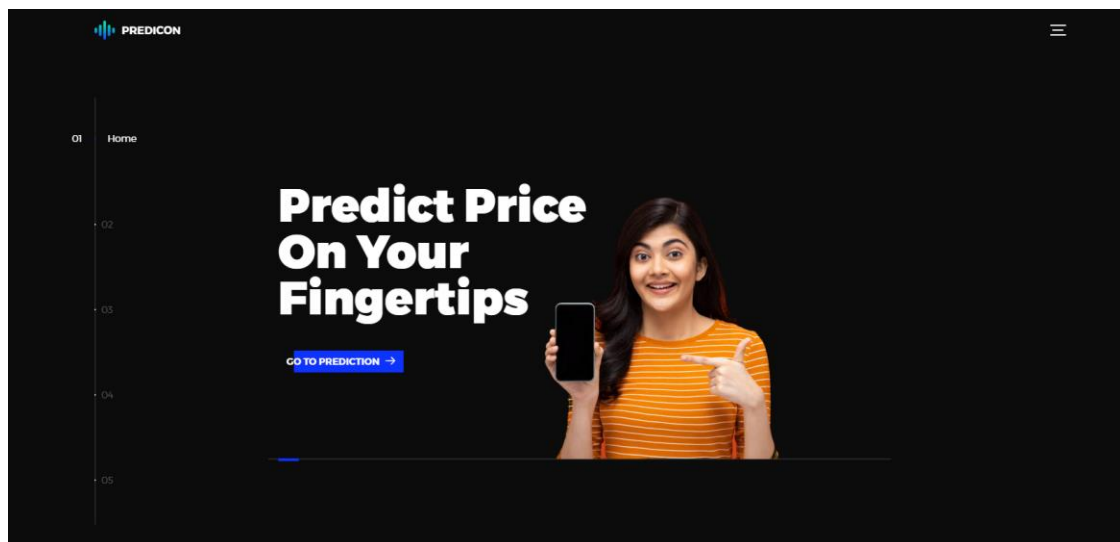 PREDICON
01 Home
Predict Price
On Your
Fingertips
GO TO PREDICTION →
02
03
04
05